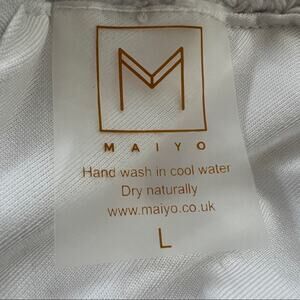 M
MAIYO
Hand wash in cool water
Dry naturally
www.maiyo.co.uk
L